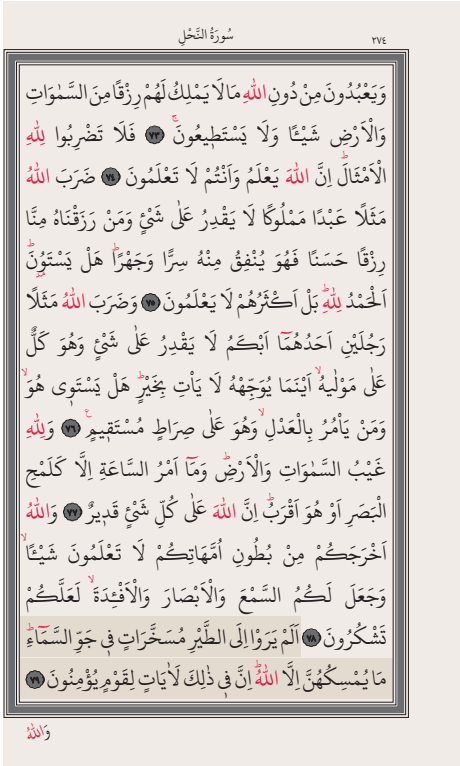 سُورَةُ النَّحْلِ
٢٧٤
وَيَعْبُدُونَ مِنْ دُونِ اللّٰهِ مَا لَا يَمْلِكُ لَهُمْ رِزْقًا مِنَ السَّمٰوَاتِ
وَالْاَرْضِ شَيْـًٔا وَلَا يَسْتَط۪يعُونَۚ ﴿٧٣﴾ فَلَا تَضْرِبُوا لِلّٰهِ
الْاَمْثَالَۜ اِنَّ اللّٰهَ يَعْلَمُ وَاَنْتُمْ لَا تَعْلَمُونَ ﴿٧٤﴾ ضَرَبَ اللّٰهُ
مَثَلًا عَبْدًا مَمْلُوكًا لَا يَقْدِرُ عَلٰى شَيْءٍ وَمَنْ رَزَقْنَاهُ مِنَّا
رِزْقًا حَسَنًا فَهُوَ يُنْفِقُ مِنْهُ سِرًّا وَجَهْرًاۜ هَلْ يَسْتَوُ۫نَۜ
اَلْحَمْدُ لِلّٰهِۜ بَلْ اَكْثَرُهُمْ لَا يَعْلَمُونَ ﴿٧٥﴾ وَضَرَبَ اللّٰهُ مَثَلًا
رَجُلَيْنِ اَحَدُهُمَٓا اَبْكَمُ لَا يَقْدِرُ عَلٰى شَيْءٍ وَهُوَ كَلٌّ
عَلٰى مَوْلٰيهُۙ اَيْنَمَا يُوَجِّهْهُ لَا يَأْتِ بِخَيْرٍۜ هَلْ يَسْتَو۪ي هُوَۙ
وَمَنْ يَأْمُرُ بِالْعَدْلِۙ وَهُوَ عَلٰى صِرَاطٍ مُسْتَق۪يمٍ۟ ﴿٧٦﴾ وَلِلّٰهِ
غَيْبُ السَّمٰوَاتِ وَالْاَرْضِۜ وَمَٓا اَمْرُ السَّاعَةِ اِلَّا كَلَمْحِ
الْبَصَرِ اَوْ هُوَ اَقْرَبُۜ اِنَّ اللّٰهَ عَلٰى كُلِّ شَيْءٍ قَد۪يرٌ ﴿٧٧﴾ وَاللّٰهُ
اَخْرَجَكُمْ مِنْ بُطُونِ اُمَّهَاتِكُمْ لَا تَعْلَمُونَ شَيْـًٔاۙ
وَجَعَلَ لَكُمُ السَّمْعَ وَالْاَبْصَارَ وَالْاَفْـِٔدَةَۙ لَعَلَّكُمْ
تَشْكُرُونَ ﴿٧٨﴾ اَلَمْ يَرَوْا اِلَى الطَّيْرِ مُسَخَّرَاتٍ ف۪ي جَوِّ السَّمَٓاءِۜ
مَا يُمْسِكُهُنَّ اِلَّا اللّٰهُۜ اِنَّ ف۪ي ذٰلِكَ لَاٰيَاتٍ لِقَوْمٍ يُؤْمِنُونَ ﴿٧٩﴾
وَاللّٰهُ